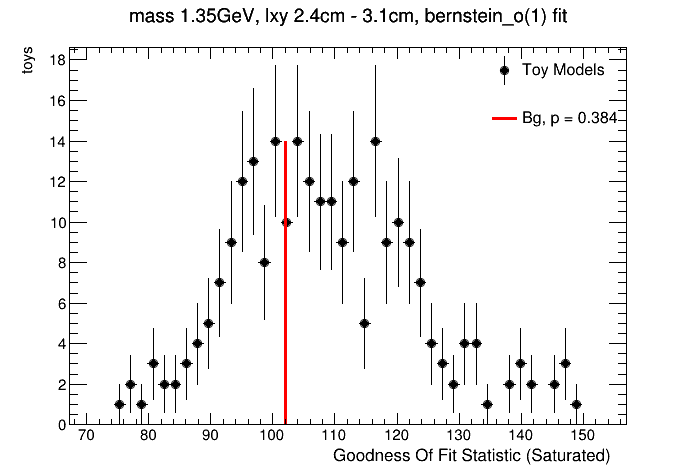 mass 1.35GeV, lxy 2.4cm - 3.1cm, bernstein_o(1) fit
toys
Toy Models
Bg, p = 0.384
18
16
14
12
10
8
6
4
2
0
70 80 90 100 110 120 130 140 150
Goodness Of Fit Statistic (Saturated)